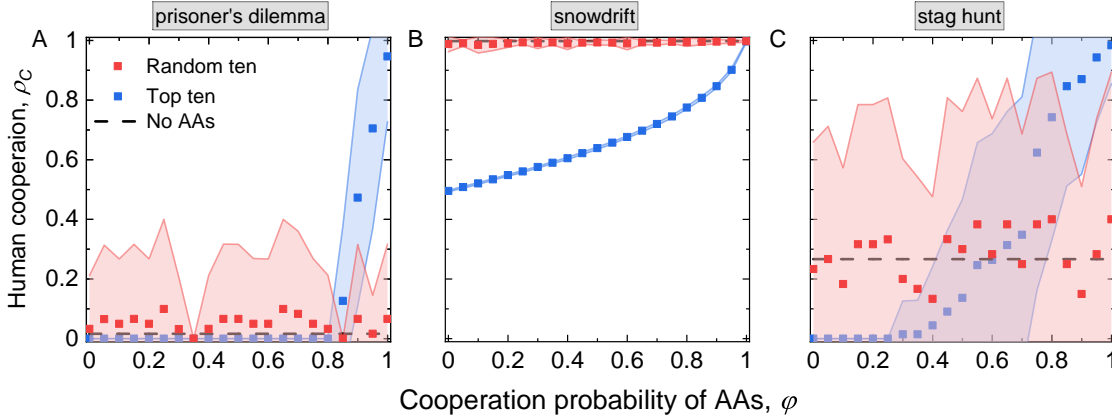 prisoner's dilemma
snowdrift
stag hunt
A
B
C
1
0.8
0.6
0.4
0.2
0
Human cooperaion, ρC
Random ten
Top ten
No AAs
0 0.2 0.4 0.6 0.8 1
0 0.2 0.4 0.6 0.8 1
0 0.2 0.4 0.6 0.8 1
Cooperation probability of AAs, φ